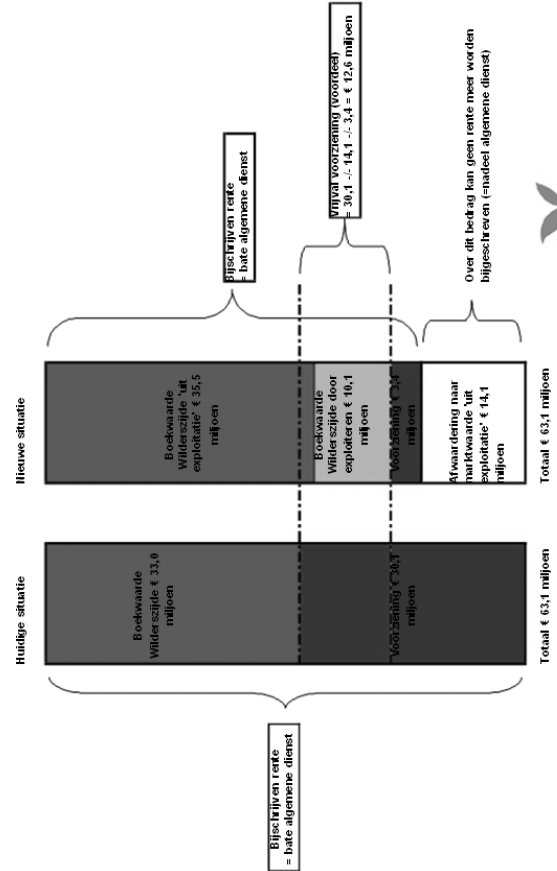 Huidige situatie
Nieuwe situatie
Bijschrijven rente
= bate algemene dienst
Boekwaarde
Wilderszijde € 33,0
miljoen
Voorziening € 30,1
miljoen
Totaal € 63,1 miljoen
Boekwaarde
Wilderszijde 'uit
exploitatie' € 35,5
miljoen
Boekwaarde
Wilderszijde door
exploiteren € 10,1
miljoen
Voorziening € 3,4
miljoen
Afwaardering naar
marktwaarde 'uit
exploitatie' € 14,1
miljoen
Totaal € 63,1 miljoen
Bijschrijven rente
= bate algemene dienst
Vrijval voorziening (voordeel)
= 30,1 -/- 14,1 -/- 3,4 = € 12,6 miljoen
Over dit bedrag kan geen rente meer worden
bijgeschreven (=nadeel algemene dienst)